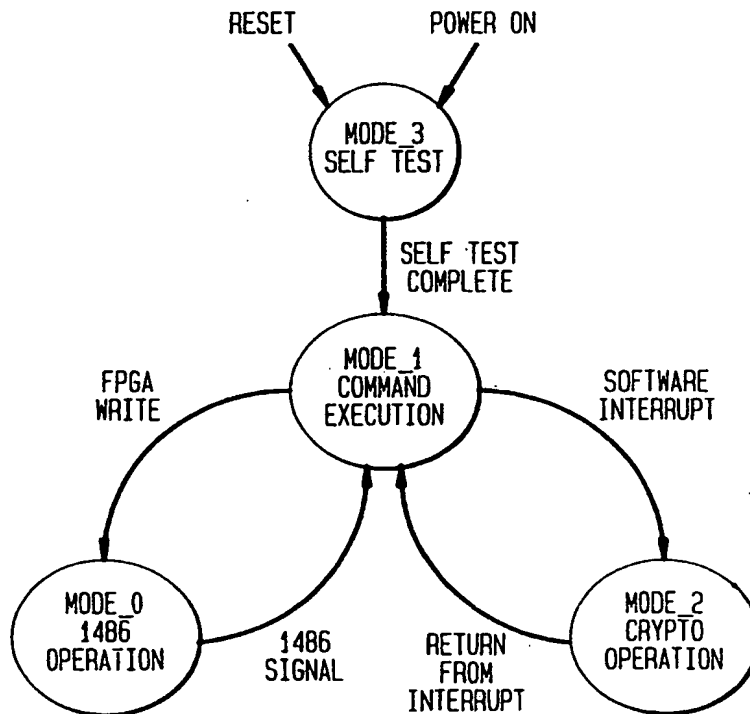 RESET
POWER ON
MODE_3
SELF TEST
SELF TEST
COMPLETE
MODE_1
COMMAND
EXECUTION
FPGA
WRITE
SOFTWARE
INTERRUPT
MODE_0
1486
OPERATION
1486
SIGNAL
RETURN
FROM
INTERRUPT
MODE_2
CRYPTO
OPERATION